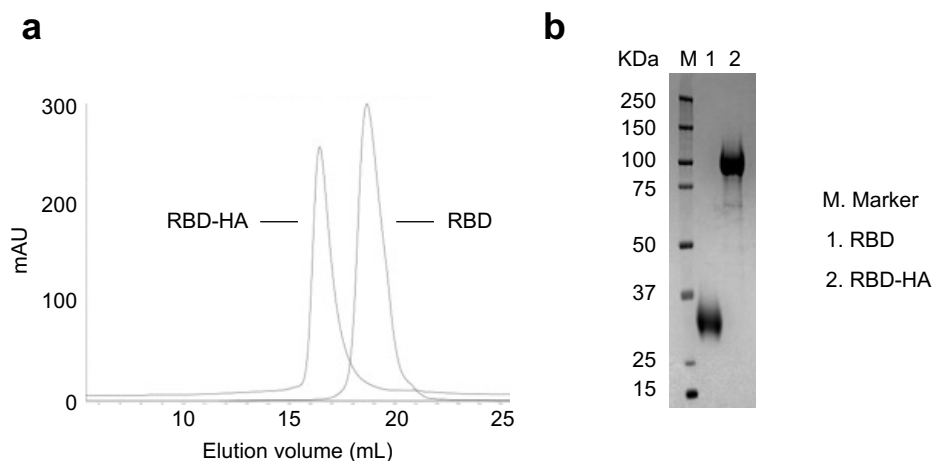 a
300
200
100
0
mAU
RBD-HA
RBD
10
15
20
25
Elution volume (mL)
b
KDa M 1 2
250
150
100
75
50
37
25
15
M. Marker
1. RBD
2. RBD-HA